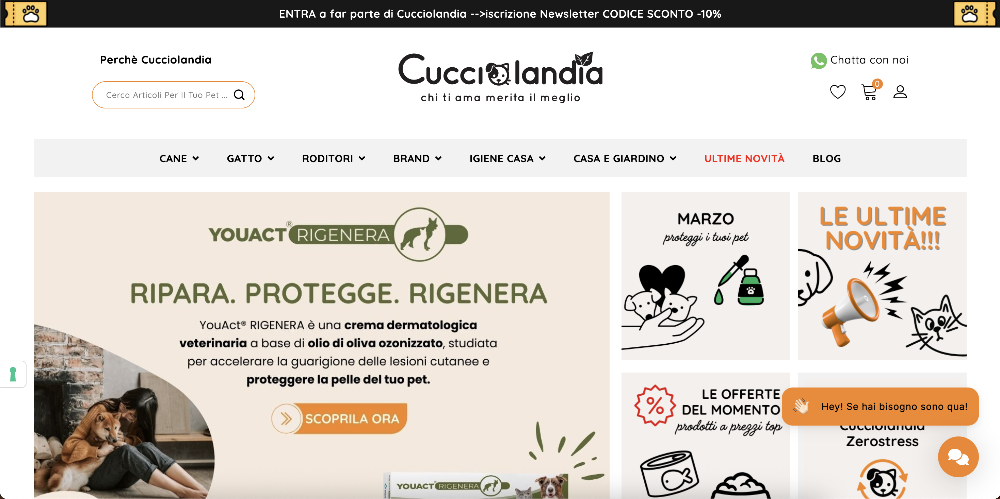 ENTRA a far parte di Cucciolandia -->iscrizione Newsletter CODICE SCONTO -10%
Perchè Cucciolandia
Cerca Articoli Per Il Tuo Pet ...
Cucciolandia
chi ti ama merita il meglio
Chatta con noi
0
CANE GATTO RODITORI BRAND IGIENE CASA CASA E GIARDINO ULTIME NOVITÀ BLOG
YOUACT® RIGENERA
RIPARA. PROTEGGE. RIGENERA
YouAct® RIGENERA è una crema dermatologica
veterinaria a base di olio di oliva ozonizzato, studiata
per accelerare la guarigione delle lesioni cutanee e
proteggere la pelle del tuo pet.
SCOPRILA ORA
YOUACT® RIGENERA
MARZO
proteggi i tuoi pet
LE ULTIME
NOVITÀ!!!
%
LE OFFERTE
DEL MOMENTO
prodotti a prezzi top
Hey! Se hai bisogno sono qua!
Cucciolandia
Zerostress